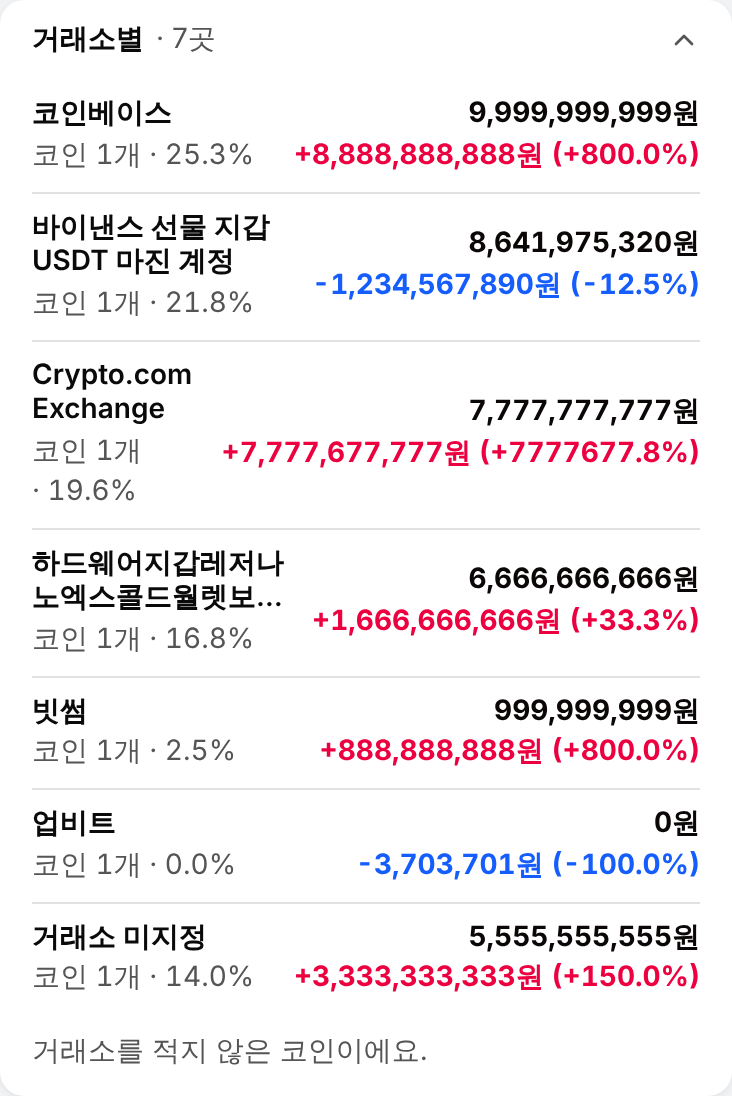 거래소별 · 7곳
코인베이스
9,999,999,999원
코인 1개 · 25.3%
+8,888,888,888원 (+800.0%)
바이낸스 선물 지갑
USDT 마진 계정
8,641,975,320원
코인 1개 · 21.8%
-1,234,567,890원 (-12.5%)
Crypto.com
Exchange
7,777,777,777원
코인 1개
· 19.6%
+7,777,677,777원 (+7777677.8%)
하드웨어지갑레저나
노엑스콜드월렛보...
6,666,666,666원
코인 1개 · 16.8%
+1,666,666,666원 (+33.3%)
빗썸
999,999,999원
코인 1개 · 2.5%
+888,888,888원 (+800.0%)
업비트
0원
코인 1개 · 0.0%
-3,703,701원 (-100.0%)
거래소 미지정
5,555,555,555원
코인 1개 · 14.0%
+3,333,333,333원 (+150.0%)
거래소를 적지 않은 코인이에요.